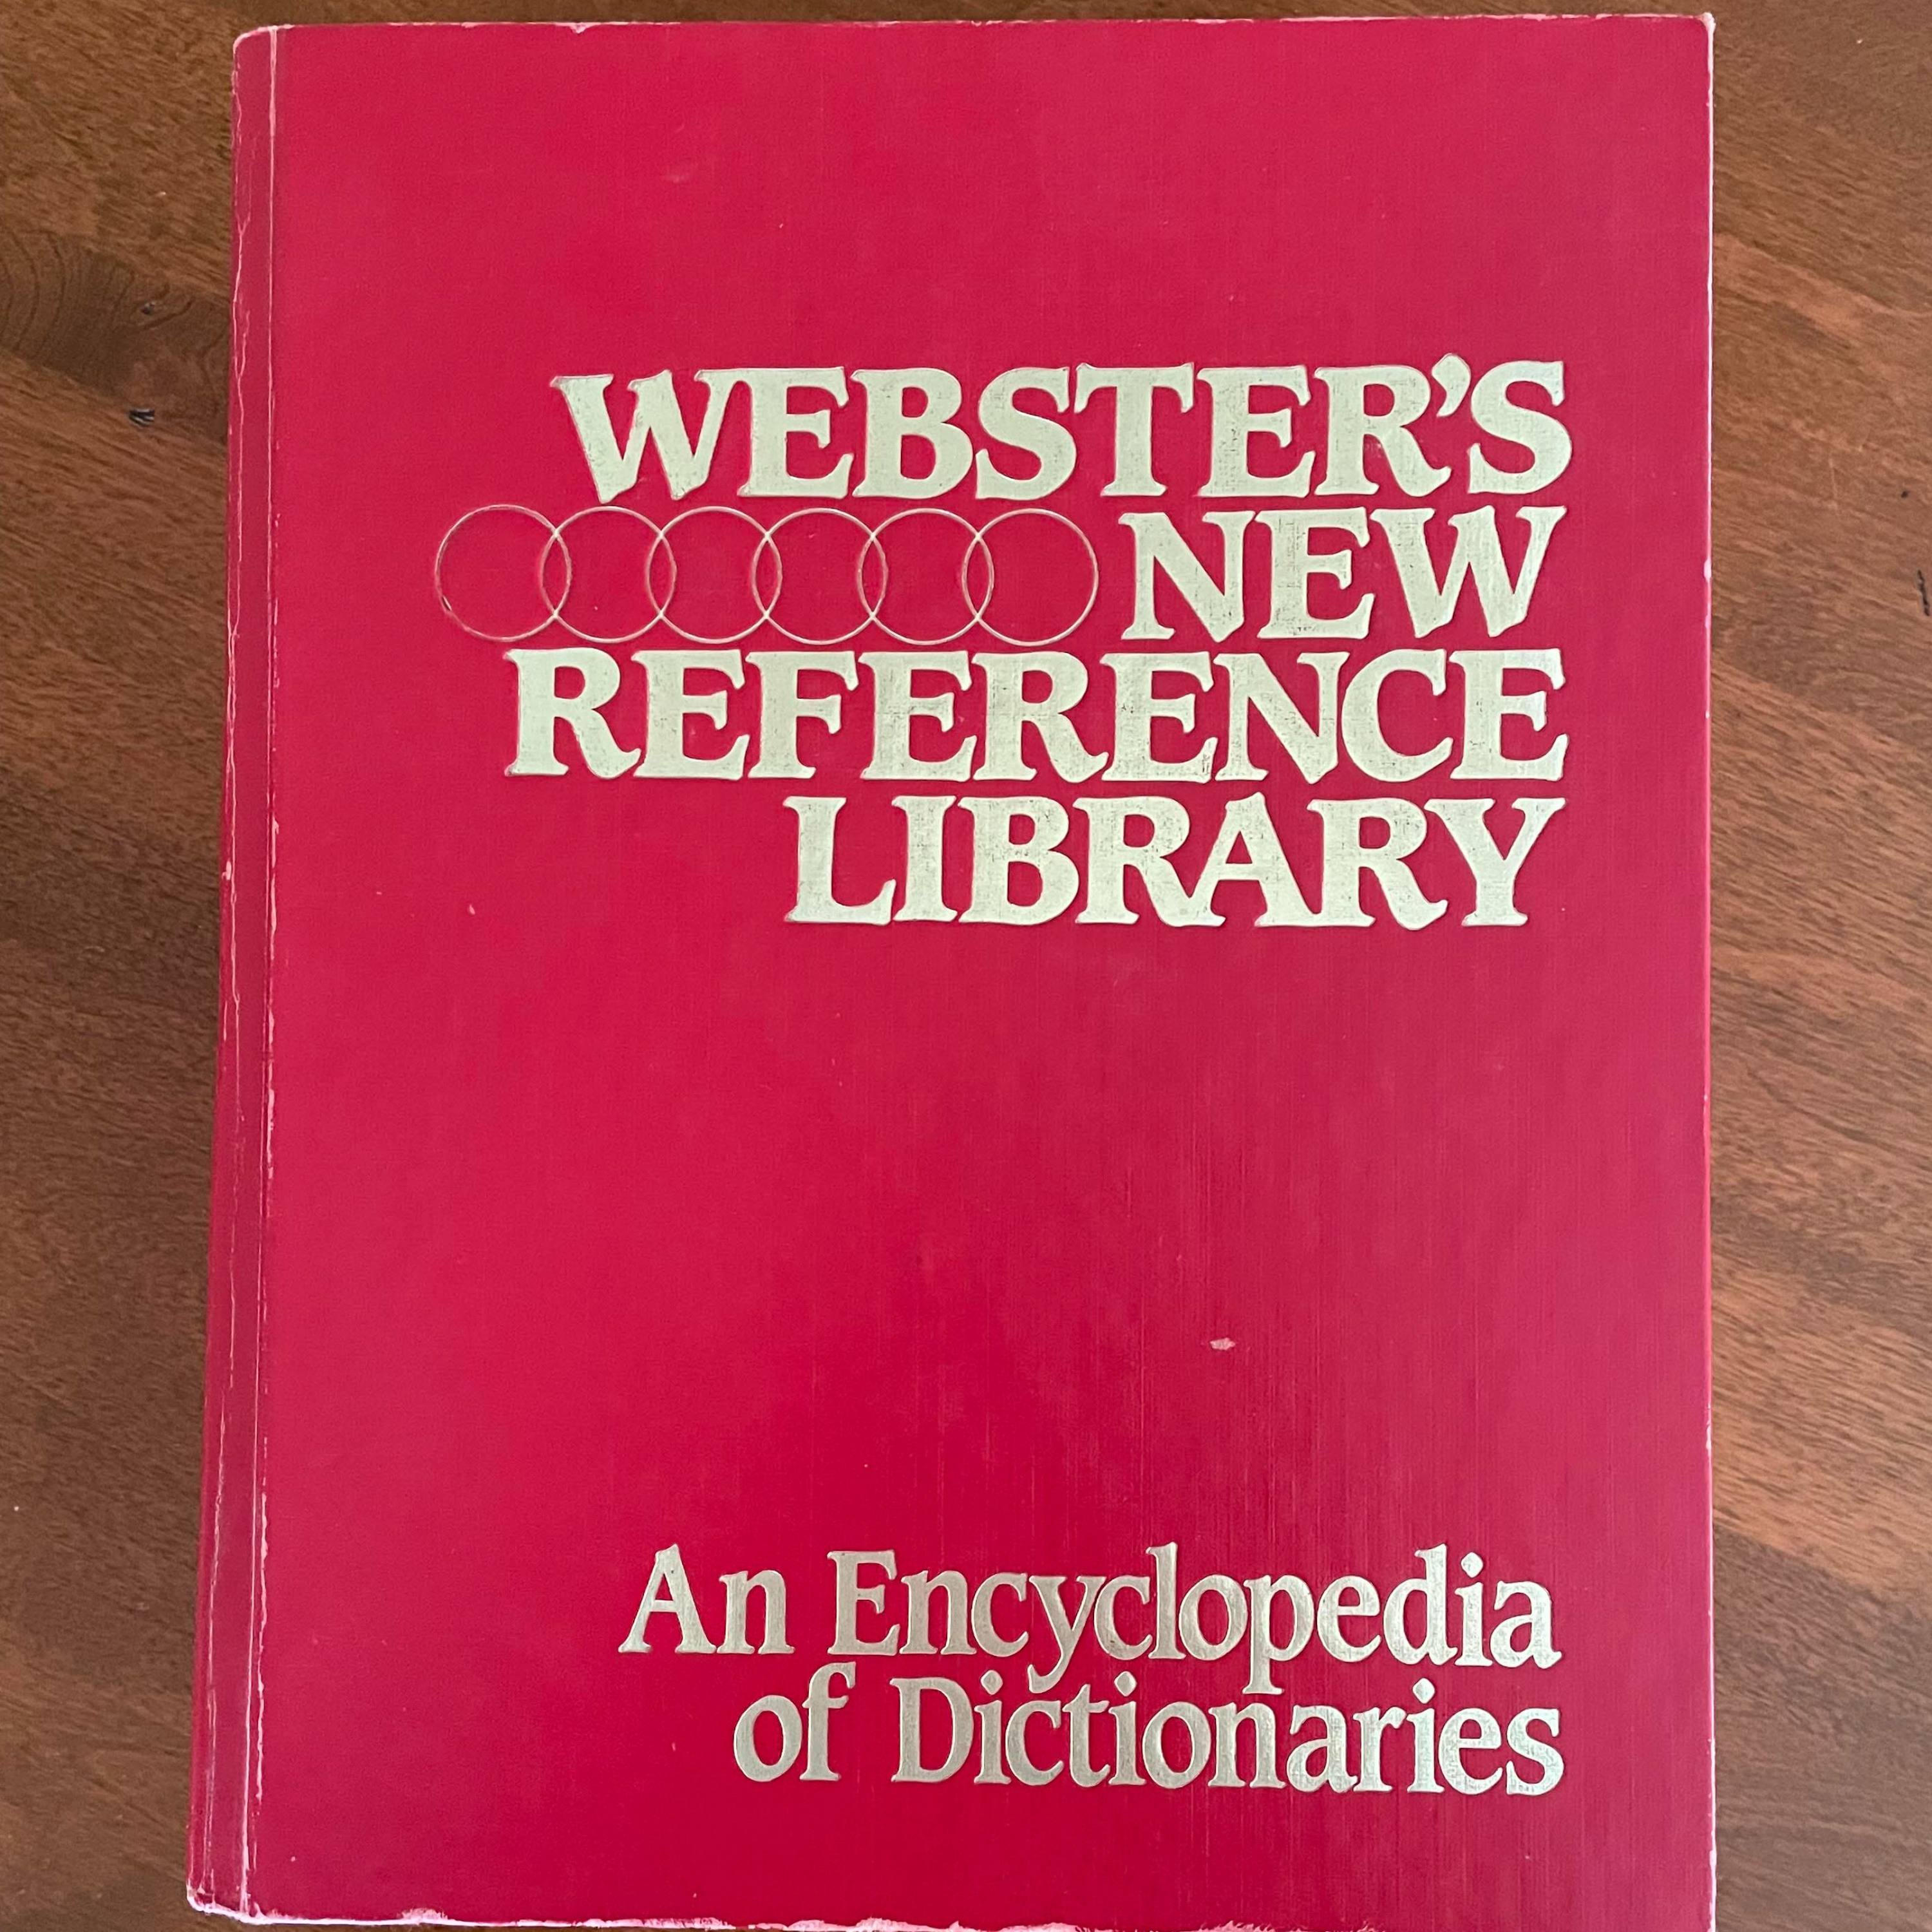 WEBSTER'S
NEW
REFERENCE
LIBRARY
An Encyclopedia
of Dictionaries